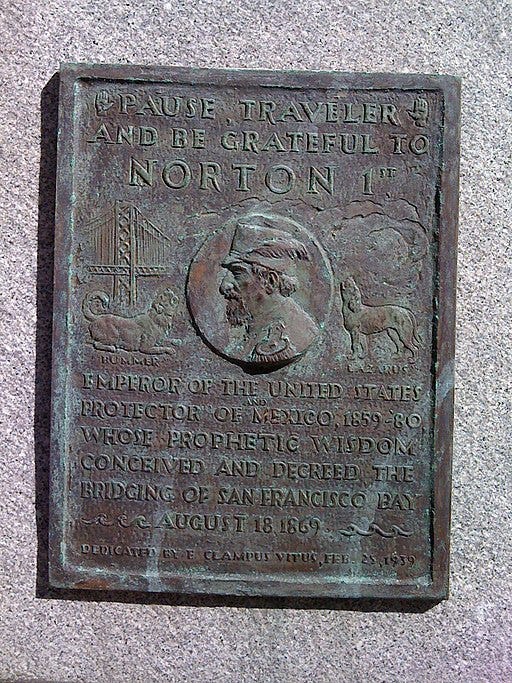 PAUSE, TRAVELER
AND BE GRATEFUL TO
NORTON 1ST
BUMMER
LAZARUS
EMPEROR OF THE UNITED STATES
AND
PROTECTOR OF MEXICO, 1859-80
WHOSE PROPHETIC WISDOM
CONCEIVED AND DECREED THE
BRIDGING OF SAN FRANCISCO BAY
AUGUST 18, 1869
DEDICATED BY E CLAMPUS VITUS, FEB. 25, 1939